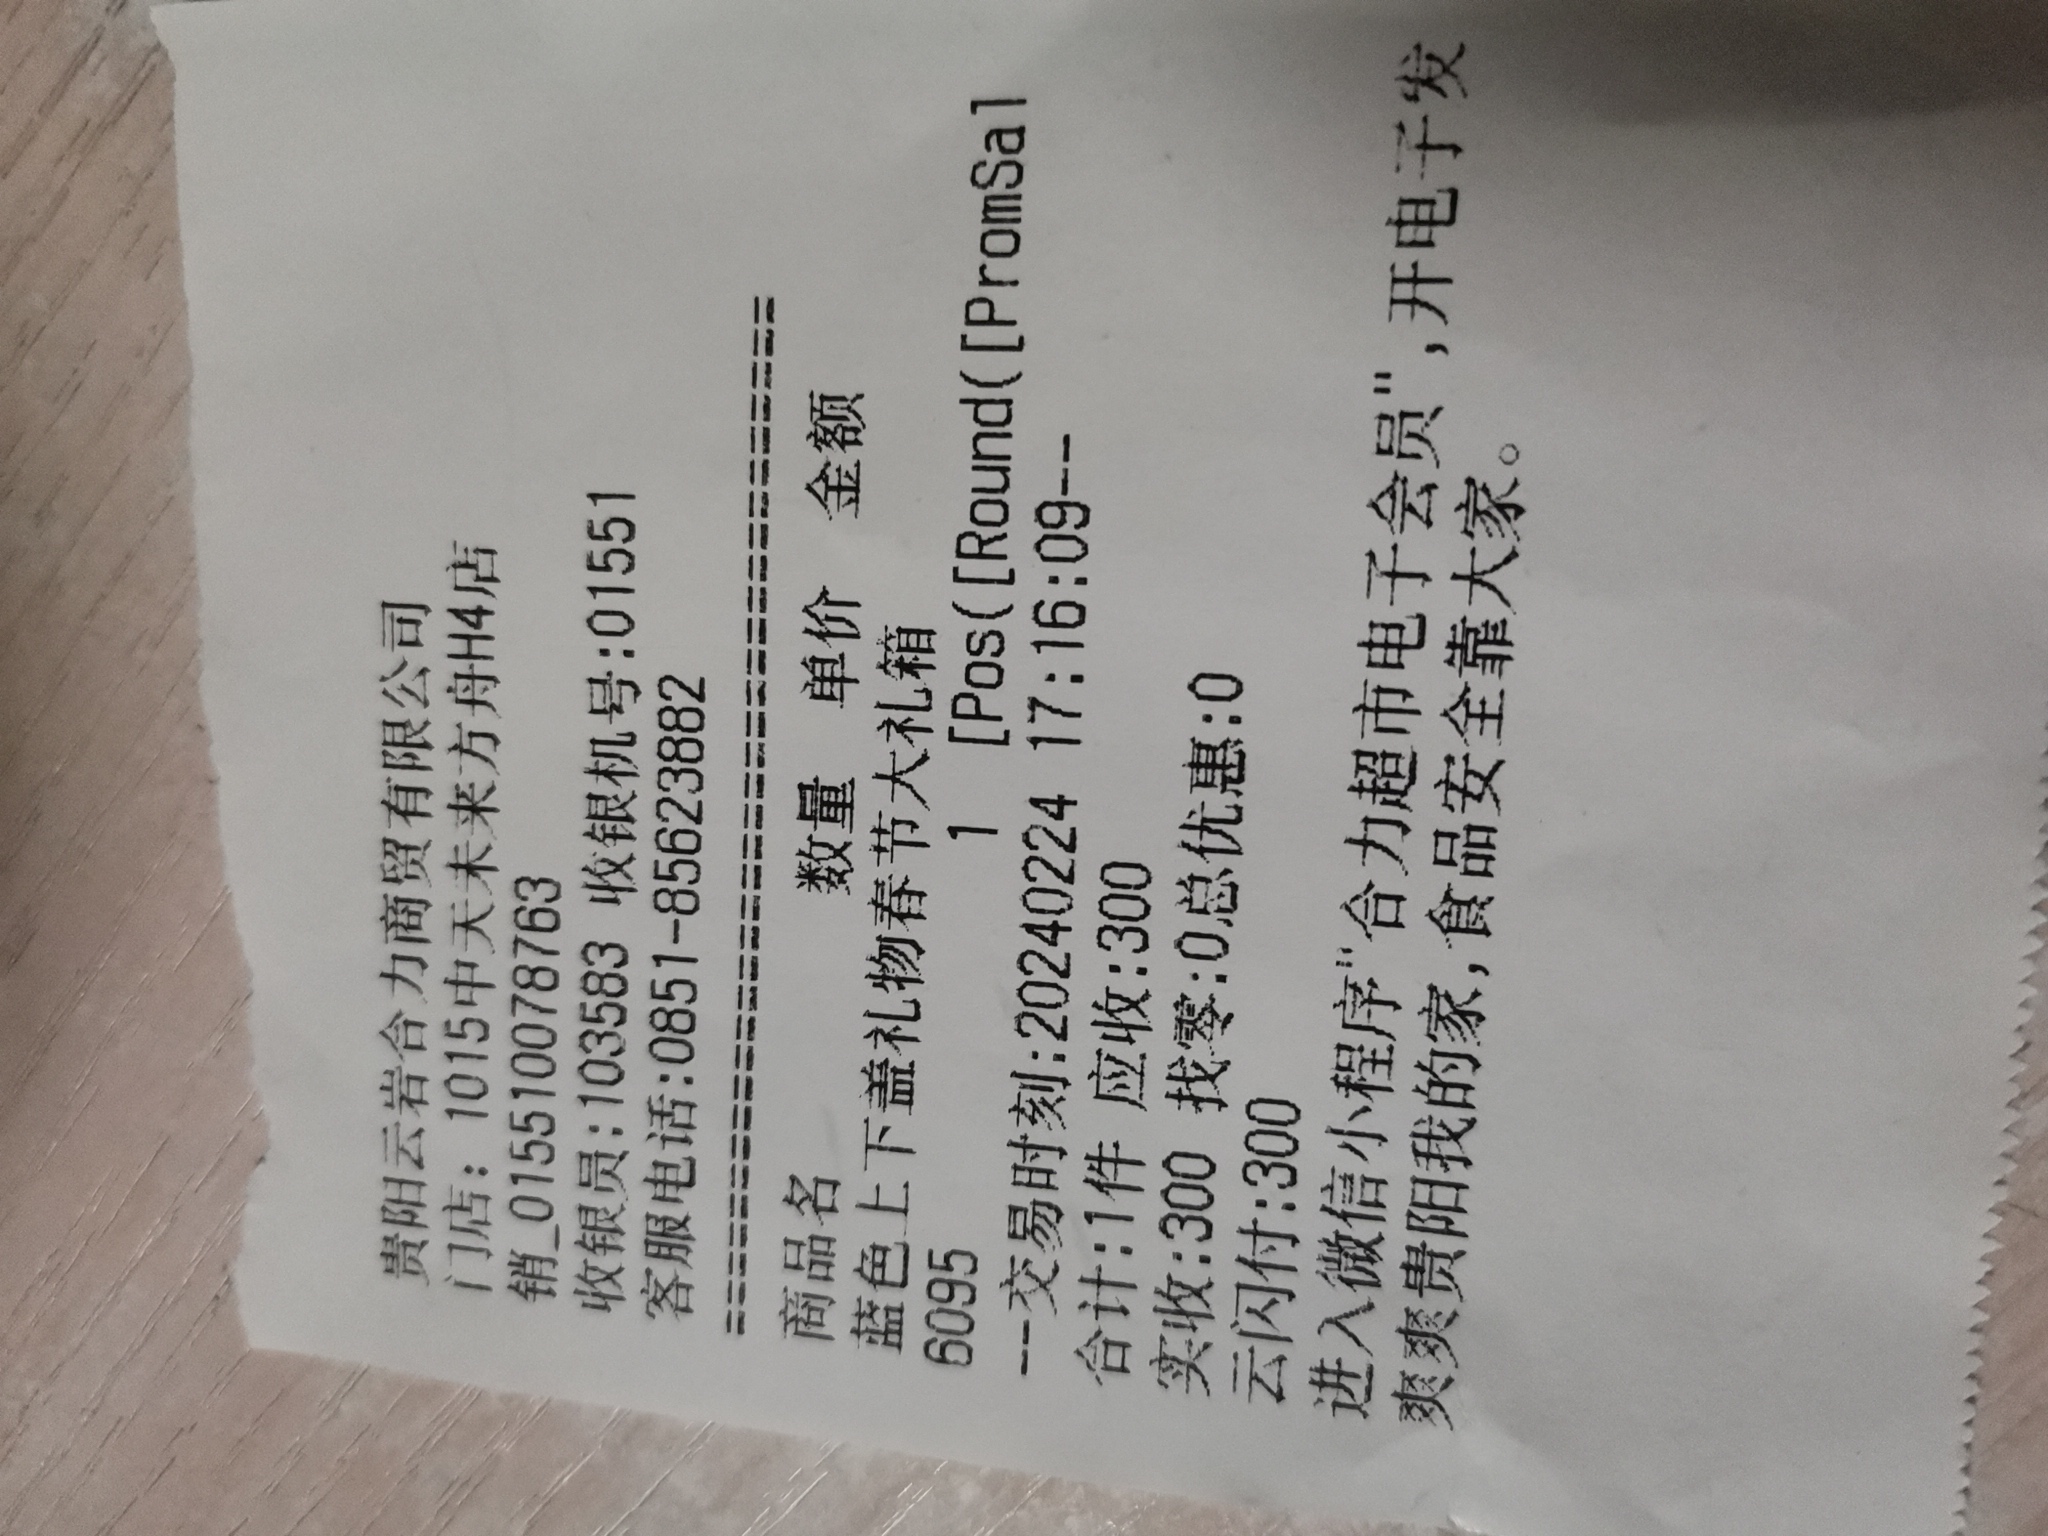 贵阳云岩合力商贸有限公司
门店: 1015中天未来方舟H4店
销_015510078763
收银员:103583 收银机号:01551
客服电话:0851-85623882
================================================
商品名 数量 单价 金额
蓝色上下盖礼物春节大礼箱
6095 1 [Pos([Round([PromSal
--交易时刻:20240224 17:16:09--
合计:1件 应收:300
实收:300 找零:0总优惠:0
云闪付:300
进入微信小程序"合力超市电子会员",开电子发
爽爽贵阳我的家,食品安全靠大家。